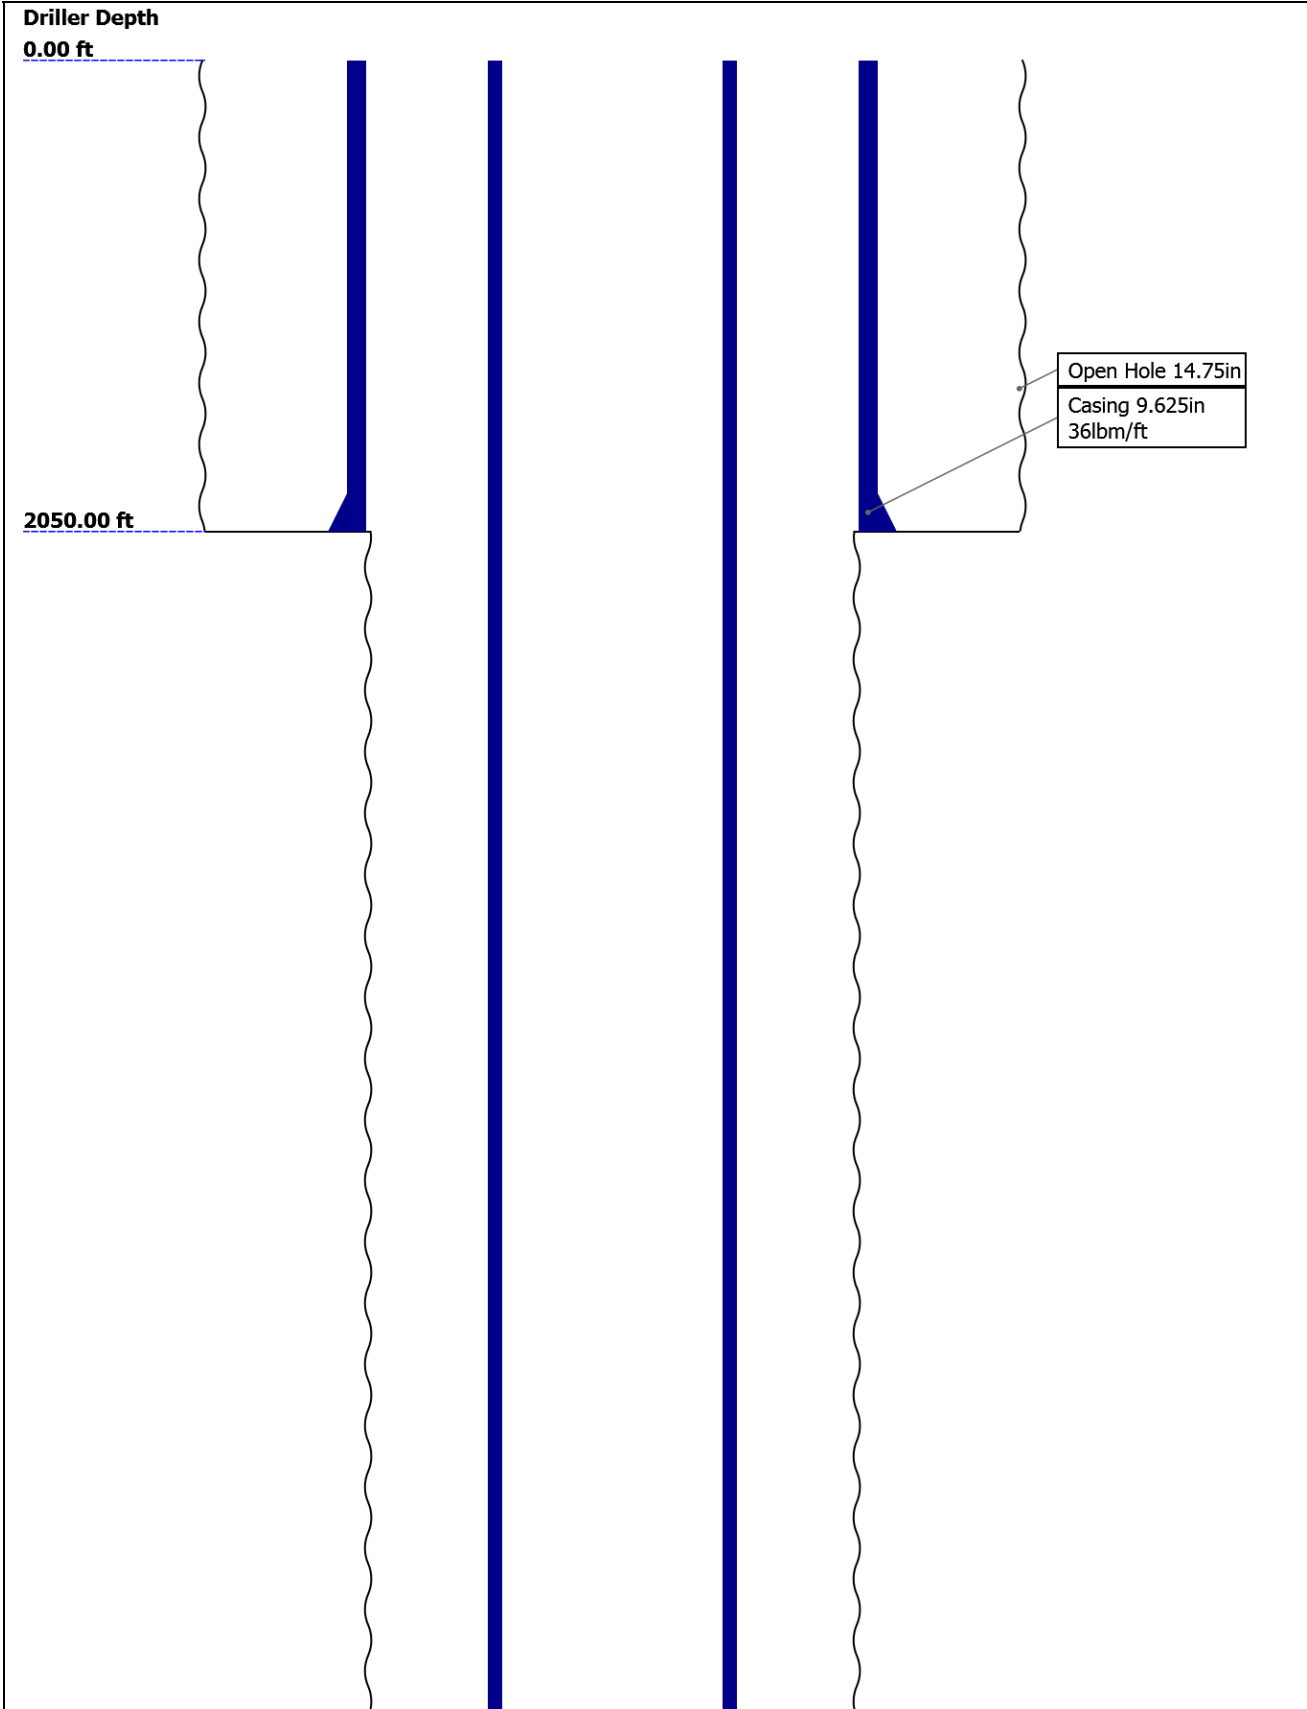 Driller Depth
0.00 ft
Open Hole 14.75in
Casing 9.625in
36lbm/ft
2050.00 ft